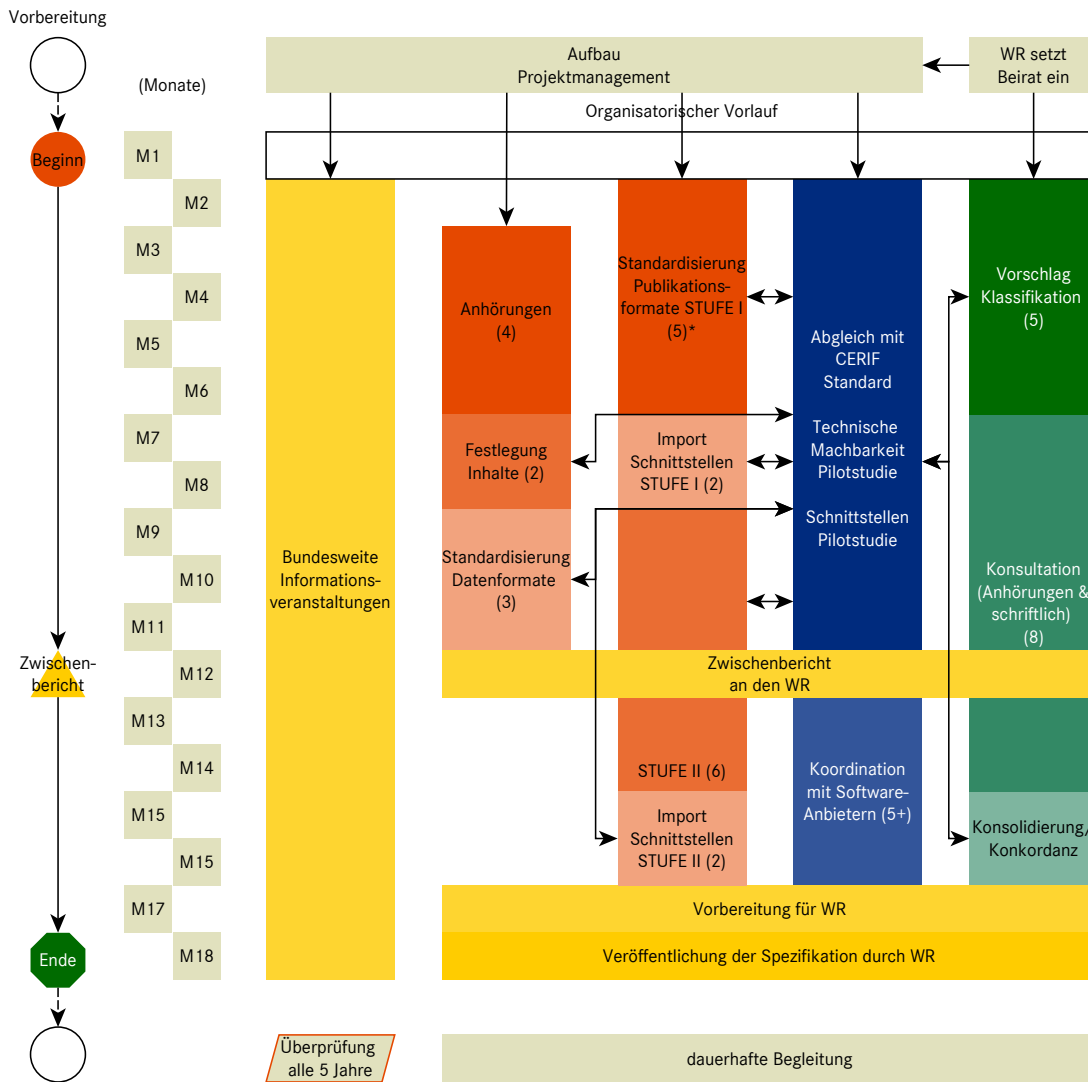 Vorbereitung
(Monate)
Aufbau
Projektmanagement
WR setzt
Beirat ein
Organisatorischer Vorlauf
Beginn
M1
M2
M3
M4
M5
M6
M7
M8
M9
M10
M11
Zwischen-
bericht
M12
M13
M14
M15
M15
M17
M18
Ende
Bundesweite
Informations-
veranstaltungen
Anhörungen
(4)
Festlegung
Inhalte (2)
Standardisierung
Datenformate
(3)
Standardisierung
Publikations-
formate STUFE I
(5)*
Import
Schnittstellen
STUFE I (2)
Abgleich mit
CERIF
Standard
Technische
Machbarkeit
Pilotstudie
Schnittstellen
Pilotstudie
Vorschlag
Klassifikation
(5)
Konsultation
(Anhörungen &
schriftlich)
(8)
Zwischenbericht
an den WR
STUFE II (6)
Import
Schnittstellen
STUFE II (2)
Koordination
mit Software-
Anbietern (5+)
Konsolidierung/
Konkordanz
Vorbereitung für WR
Veröffentlichung der Spezifikation durch WR
Überprüfung
alle 5 Jahre
dauerhafte Begleitung